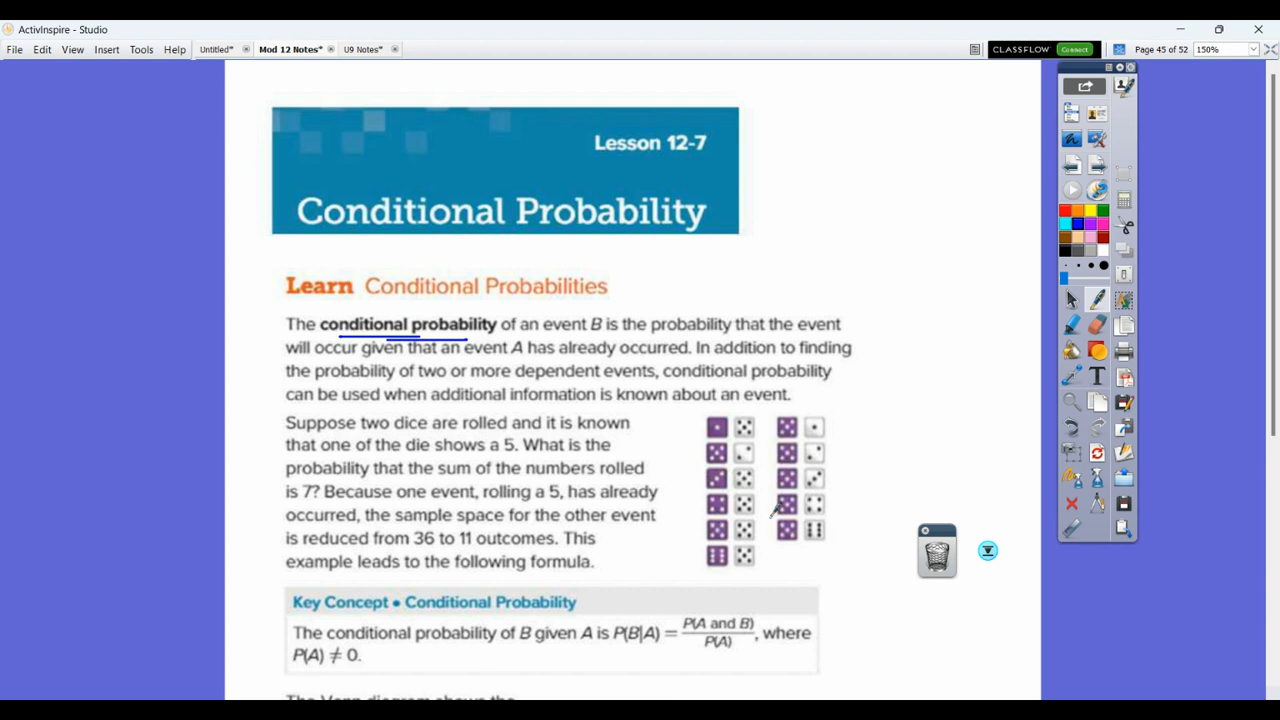 ActivInspire - Studio
File Edit View Insert Tools Help Untitled* Mod 12 Notes* U9 Notes* CLASSFLOW Connect Page 45 of 52 150%
Lesson 12-7
Conditional Probability
Learn Conditional Probabilities
The conditional probability of an event B is the probability that the event
will occur given that an event A has already occurred. In addition to finding
the probability of two or more dependent events, conditional probability
can be used when additional information is known about an event.
Suppose two dice are rolled and it is known
that one of the die shows a 5. What is the
probability that the sum of the numbers rolled
is 7? Because one event, rolling a 5, has already
occurred, the sample space for the other event
is reduced from 36 to 11 outcomes. This
example leads to the following formula.
Key Concept • Conditional Probability
The conditional probability of B given A is P(B|A) = P(A and B) / P(A), where
P(A) ≠ 0.
The Venn diagram shows the